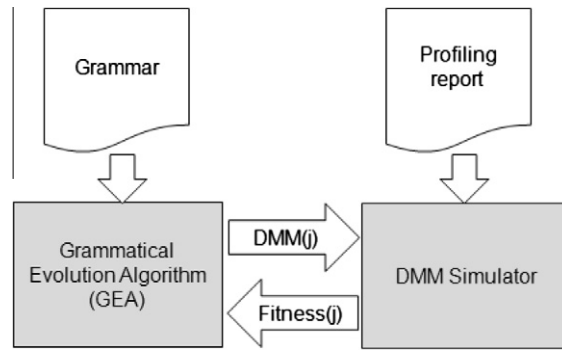 Grammar
Profiling
report
Grammatical
Evolution Algorithm
(GEA)
DMM(j)
Fitness(j)
DMM Simulator